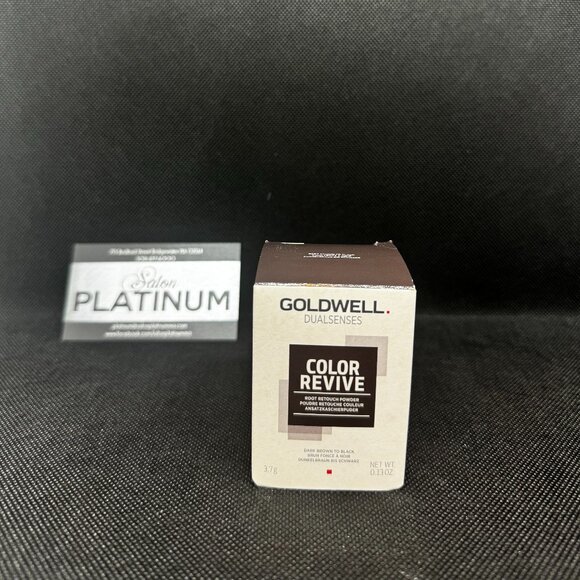 Salon
PLATINUM
GOLDWELL.
DUALSENSES
COLOR
REVIVE
ROOT RETOUCH POWDER
POUDRE RETOUCHE COULEUR
ANSATZKASCHIERPUDER
DARK BROWN TO BLACK
BRUN FONCÉ À NOIR
DUNKELBRAUN BIS SCHWARZ
3.7g
NET WT.
0.13 OZ.